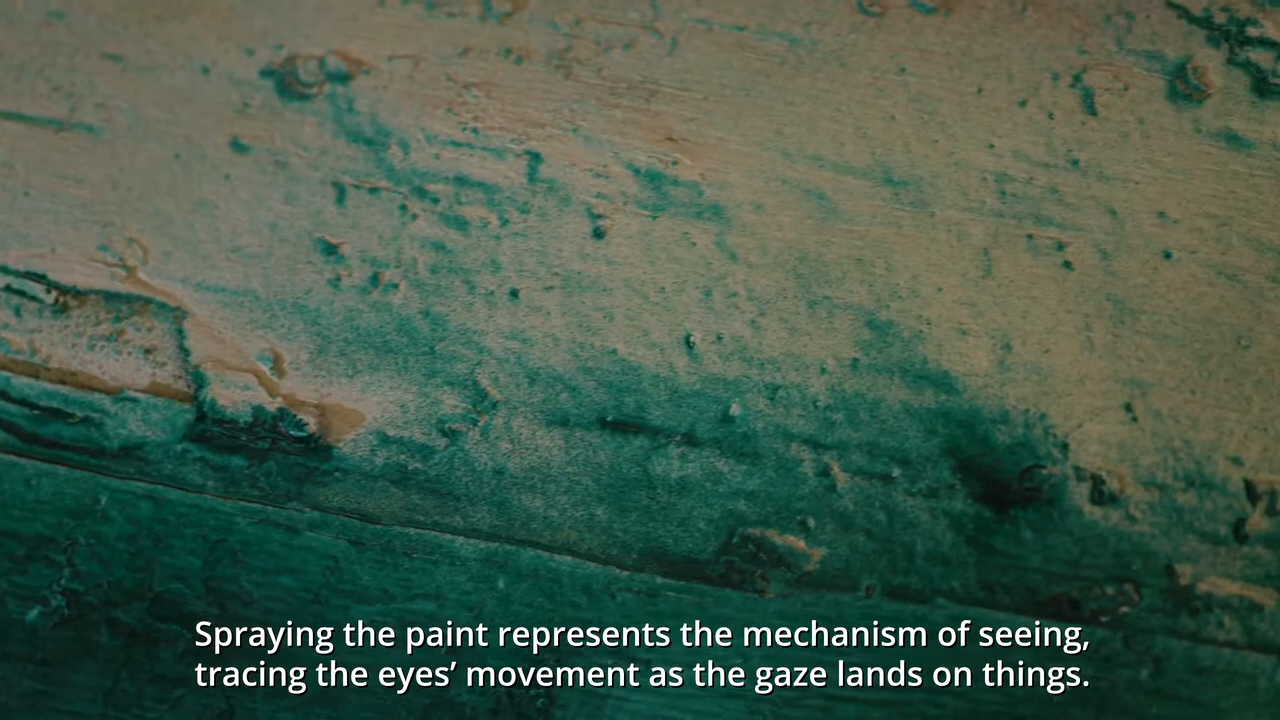 Spraying the paint represents the mechanism of seeing,
tracing the eyes’ movement as the gaze lands on things.